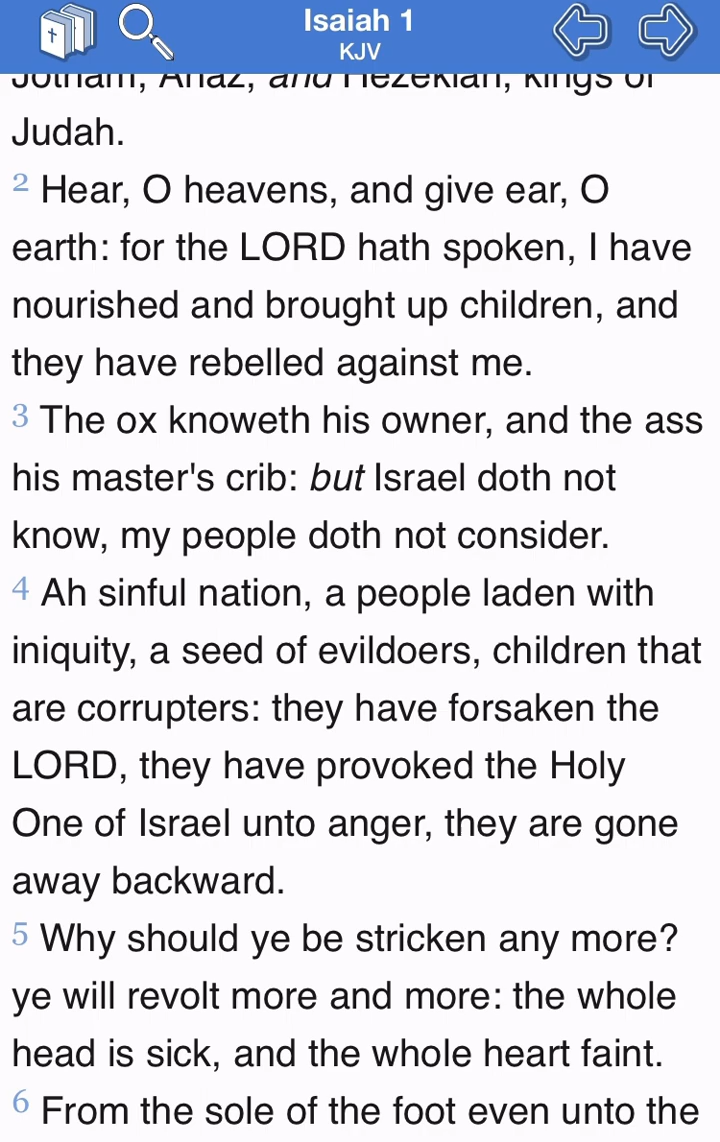 Isaiah 1
KJV
Jotham, Ahaz, and Hezekiah, kings of
Judah.
2 Hear, O heavens, and give ear, O
earth: for the LORD hath spoken, I have
nourished and brought up children, and
they have rebelled against me.
3 The ox knoweth his owner, and the ass
his master's crib: but Israel doth not
know, my people doth not consider.
4 Ah sinful nation, a people laden with
iniquity, a seed of evildoers, children that
are corrupters: they have forsaken the
LORD, they have provoked the Holy
One of Israel unto anger, they are gone
away backward.
5 Why should ye be stricken any more?
ye will revolt more and more: the whole
head is sick, and the whole heart faint.
6 From the sole of the foot even unto the